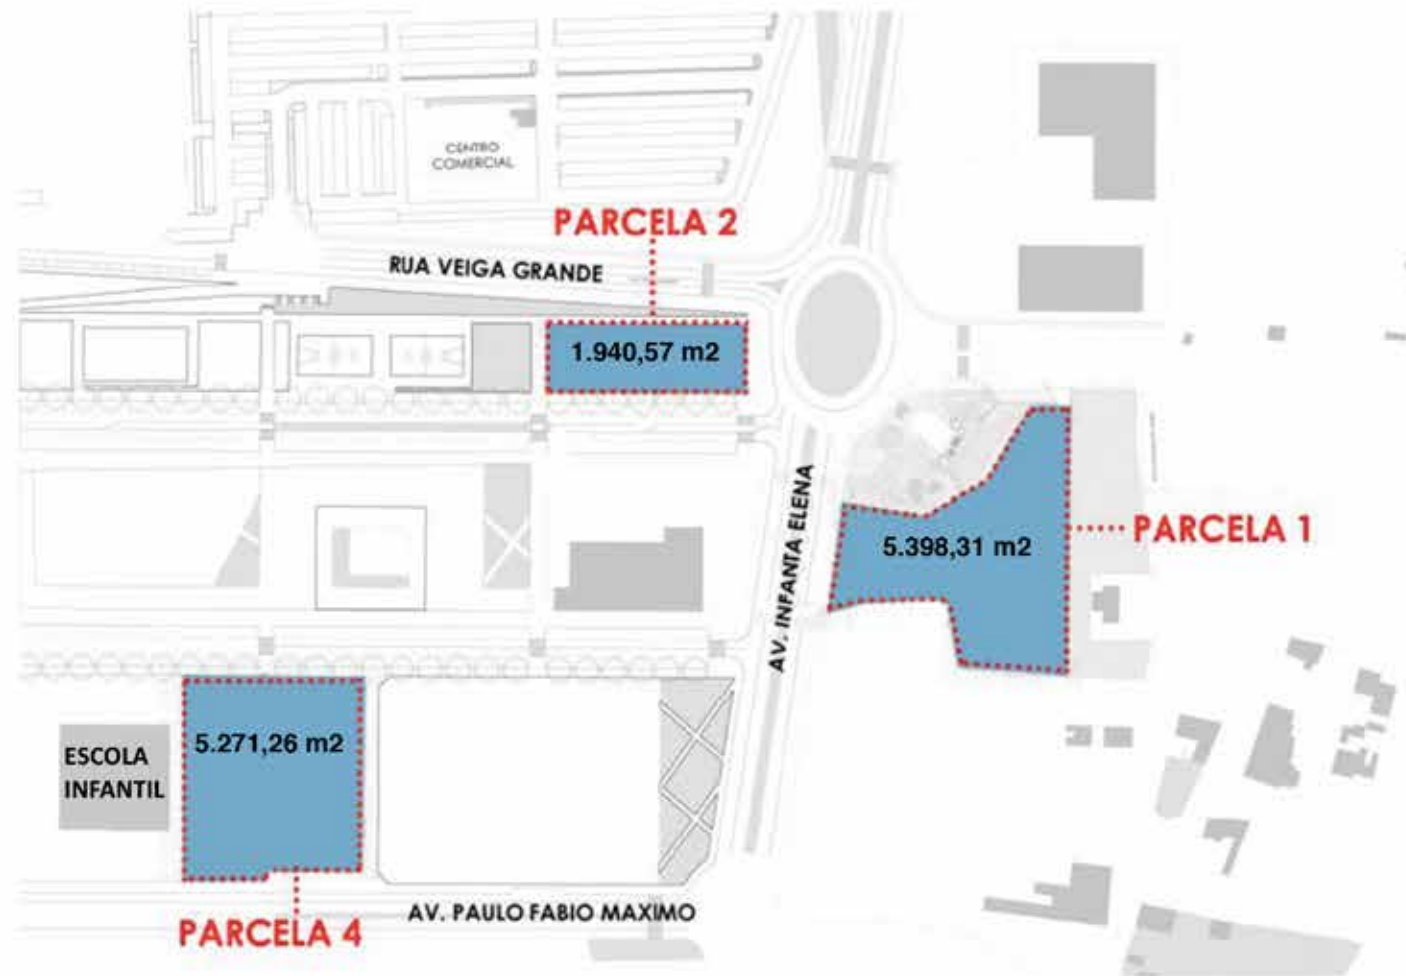 CENTRO
COMERCIAL
PARCELA 2
RUA VEIGA GRANDE
1.940,57 m2
AV. INFANTA ELENA
5.398,31 m2
PARCELA 1
ESCOLA
INFANTIL
5.271,26 m2
AV. PAULO FABIO MAXIMO
PARCELA 4